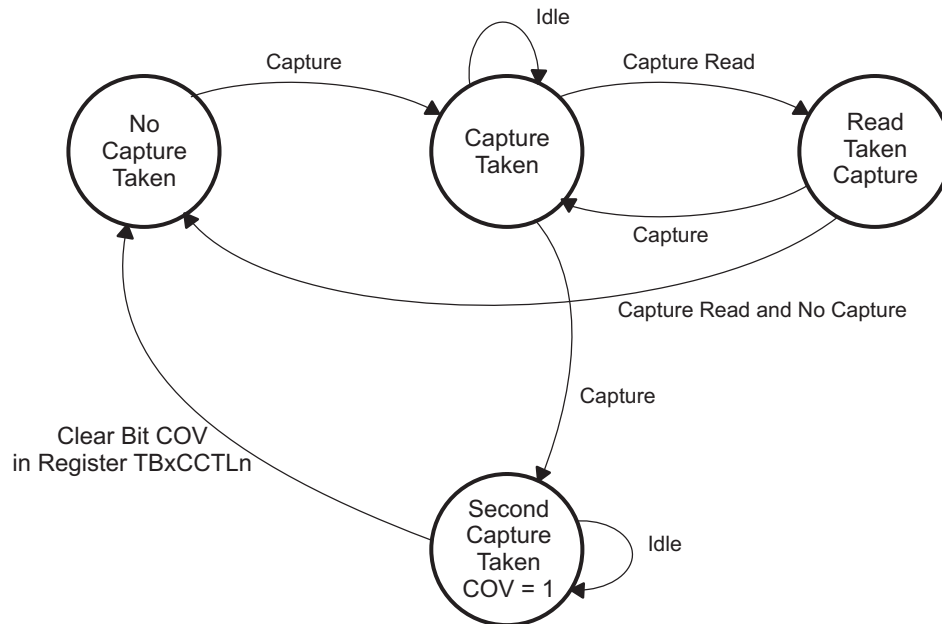 Idle
Capture
Capture Read
No
Capture
Taken
Capture
Taken
Read
Taken
Capture
Capture
Capture Read and No Capture
Capture
Clear Bit COV
in Register TBxCCTLn
Second
Capture
Taken
COV = 1
Idle